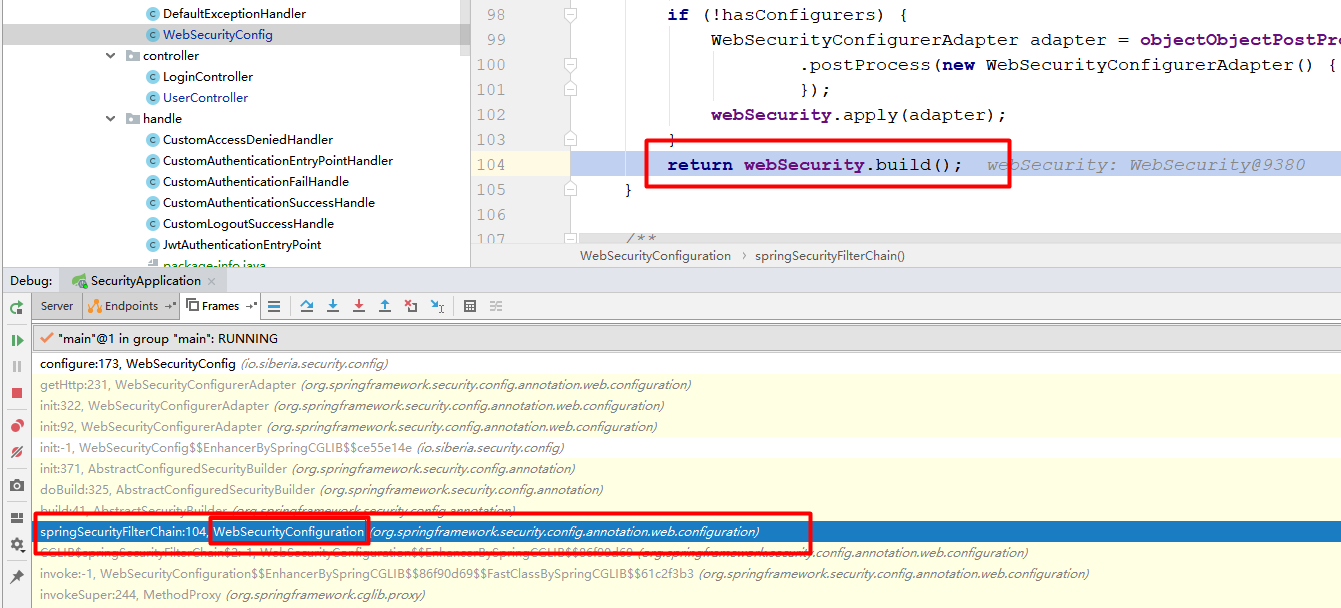 DefaultExceptionHandler
WebSecurityConfig
controller
LoginController
UserController
handle
CustomAccessDeniedHandler
CustomAuthenticationEntryPointHandler
CustomAuthenticationFailHandle
CustomAuthenticationSuccessHandle
CustomLogoutSuccessHandle
JwtAuthenticationEntryPoint
package-info.java
98 if (!hasConfigurers) {
99 WebSecurityConfigurerAdapter adapter = objectObjectPostPro
100 .postProcess(new WebSecurityConfigurerAdapter() {
101 });
102 webSecurity.apply(adapter);
103 }
104 return webSecurity.build(); webSecurity: WebSecurity@9380
105 }
106
107 /**
WebSecurityConfiguration › springSecurityFilterChain()
Debug: SecurityApplication ×
Server Endpoints Frames
"main"@1 in group "main": RUNNING
configure:173, WebSecurityConfig (io.siberia.security.config)
getHttp:231, WebSecurityConfigurerAdapter (org.springframework.security.config.annotation.web.configuration)
init:322, WebSecurityConfigurerAdapter (org.springframework.security.config.annotation.web.configuration)
init:92, WebSecurityConfigurerAdapter (org.springframework.security.config.annotation.web.configuration)
init:-1, WebSecurityConfig$$EnhancerBySpringCGLIB$$ce55e14e (io.siberia.security.config)
init:371, AbstractConfiguredSecurityBuilder (org.springframework.security.config.annotation)
doBuild:325, AbstractConfiguredSecurityBuilder (org.springframework.security.config.annotation)
build:41, AbstractSecurityBuilder (org.springframework.security.config.annotation)
springSecurityFilterChain:104, WebSecurityConfiguration (org.springframework.security.config.annotation.web.configuration)
CGLIB$springSecurityFilterChain$2:-1, WebSecurityConfiguration$$EnhancerBySpringCGLIB$$86f90d69 (org.springframework.security.config.annotation.web.configuration)
invoke:-1, WebSecurityConfiguration$$EnhancerBySpringCGLIB$$86f90d69$$FastClassBySpringCGLIB$$61c2f3b3 (org.springframework.security.config.annotation.web.configuration)
invokeSuper:244, MethodProxy (org.springframework.cglib.proxy)